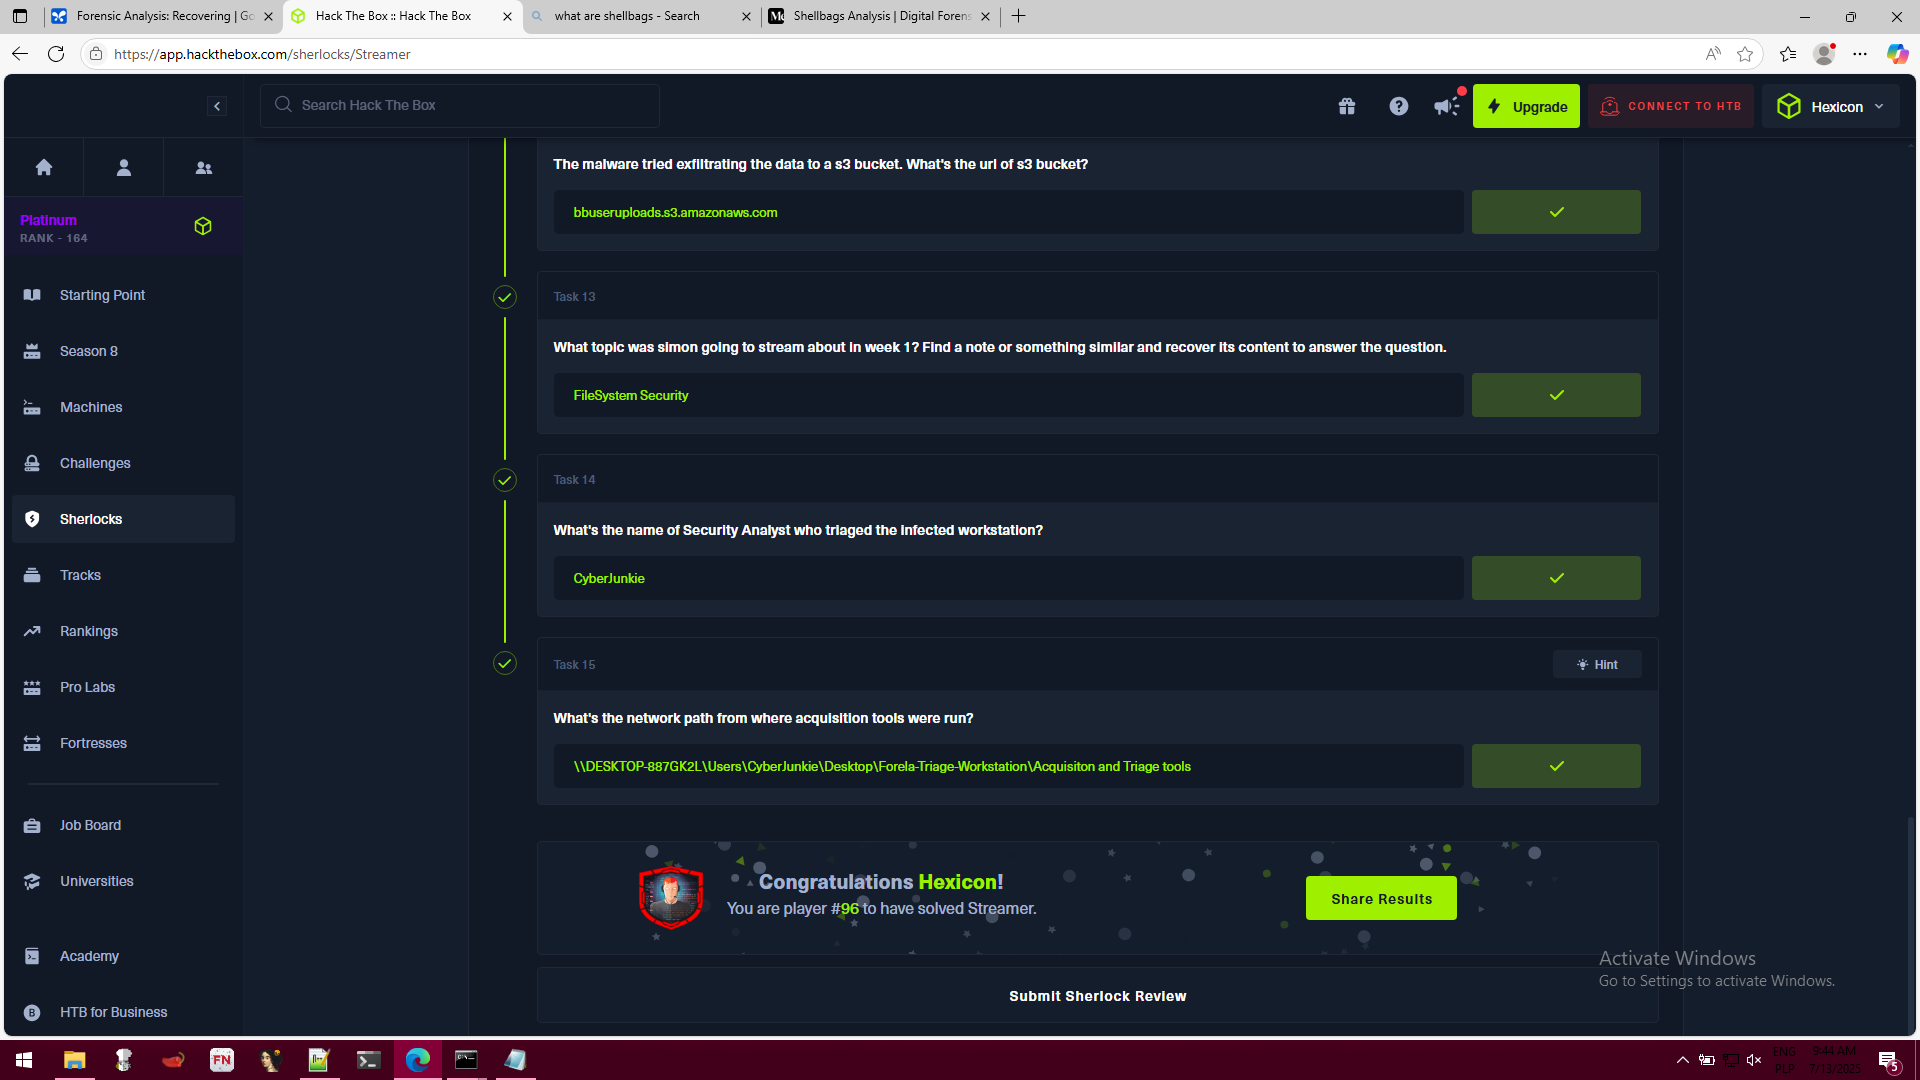 Forensic Analysis: Recovering | Go
Hack The Box :: Hack The Box
what are shellbags - Search
Shellbags Analysis | Digital Forens
https://app.hackthebox.com/sherlocks/Streamer
Search Hack The Box
Upgrade
CONNECT TO HTB
Hexicon
Platinum
RANK - 164
Starting Point
Season 8
Machines
Challenges
Sherlocks
Tracks
Rankings
Pro Labs
Fortresses
Job Board
Universities
Academy
HTB for Business
The malware tried exfiltrating the data to a s3 bucket. What's the url of s3 bucket?
bbuseruploads.s3.amazonaws.com
Task 13
What topic was simon going to stream about in week 1? Find a note or something similar and recover its content to answer the question.
FileSystem Security
Task 14
What's the name of Security Analyst who triaged the infected workstation?
CyberJunkie
Task 15
Hint
What's the network path from where acquisition tools were run?
\\DESKTOP-887GK2L\Users\CyberJunkie\Desktop\Forela-Triage-Workstation\Acquisiton and Triage tools
Congratulations Hexicon!
You are player #96 to have solved Streamer.
Share Results
Submit Sherlock Review
Activate Windows
Go to Settings to activate Windows.
FN
ENG
PLP
9:44 AM
7/13/2025
5